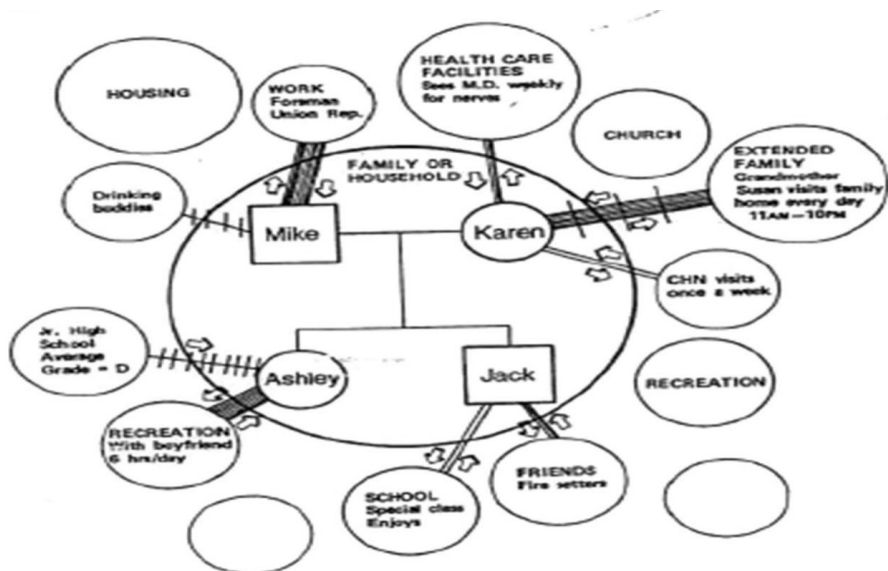 HOUSING
WORK
Foreman
Union Rep.
HEALTH CARE
FACILITIES
Sees M.D. weekly
for nerves
CHURCH
EXTENDED
FAMILY
Grandmother
Susan visits family
home every day
11AM–10PM
FAMILY OR
HOUSEHOLD
Drinking
buddies
Mike
Karen
CHN visits
once a week
Jr. High
School
Average
Grade = D
Ashley
Jack
RECREATION
RECREATION
With boyfriend
6 hrs/day
SCHOOL
Special class
Enjoys
FRIENDS
Fire setters